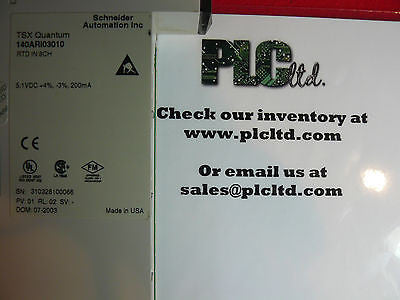 Schneider
Automation Inc
TSX Quantum
140ARI03010
RTD IN 8CH
5.1VDC +4%, -3%, 200mA
UL
FM
SN: 310328100066
PV: 01 RL: 02 SV: -
DOM: 07-2003
Made in USA
PLC ltd.
Check our inventory at
www.plcltd.com
Or email us at
sales@plcltd.com